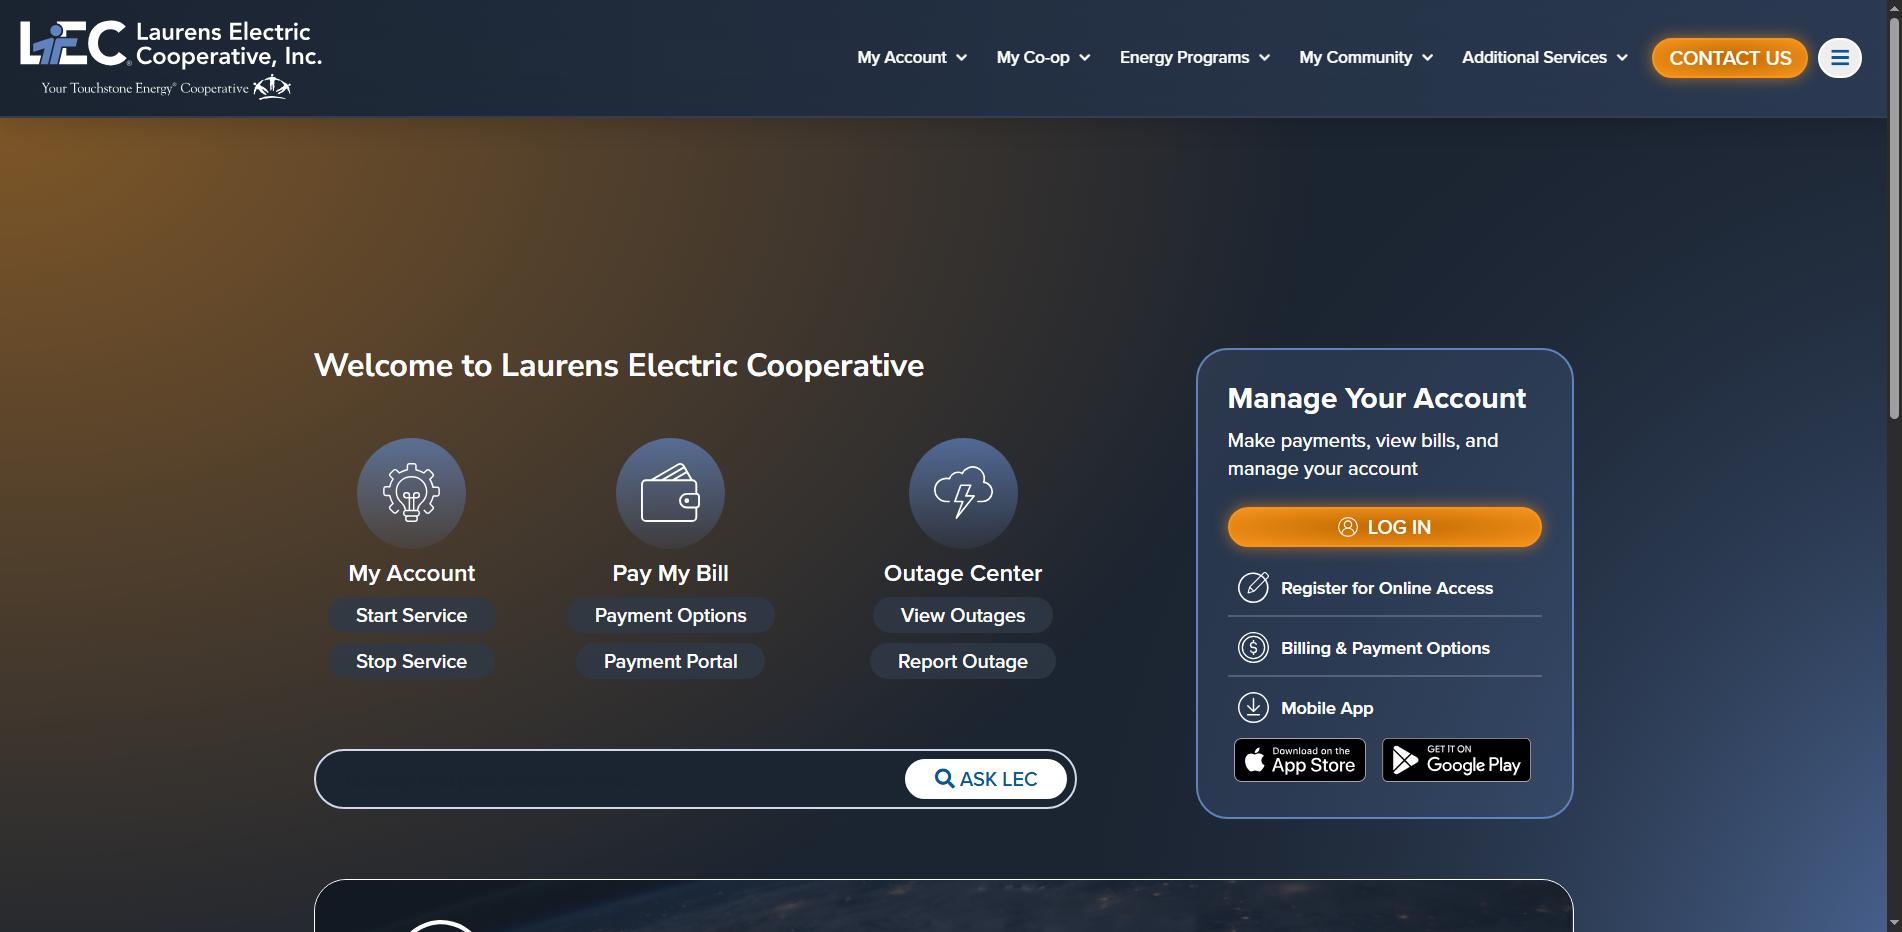 LEC Laurens Electric
Cooperative, Inc.
Your Touchstone Energy® Cooperative
My Account
My Co-op
Energy Programs
My Community
Additional Services
CONTACT US
Welcome to Laurens Electric Cooperative
My Account
Start Service
Stop Service
Pay My Bill
Payment Options
Payment Portal
Outage Center
View Outages
Report Outage
ASK LEC
Manage Your Account
Make payments, view bills, and
manage your account
LOG IN
Register for Online Access
$
Billing & Payment Options
Mobile App
Download on the
App Store
GET IT ON
Google Play